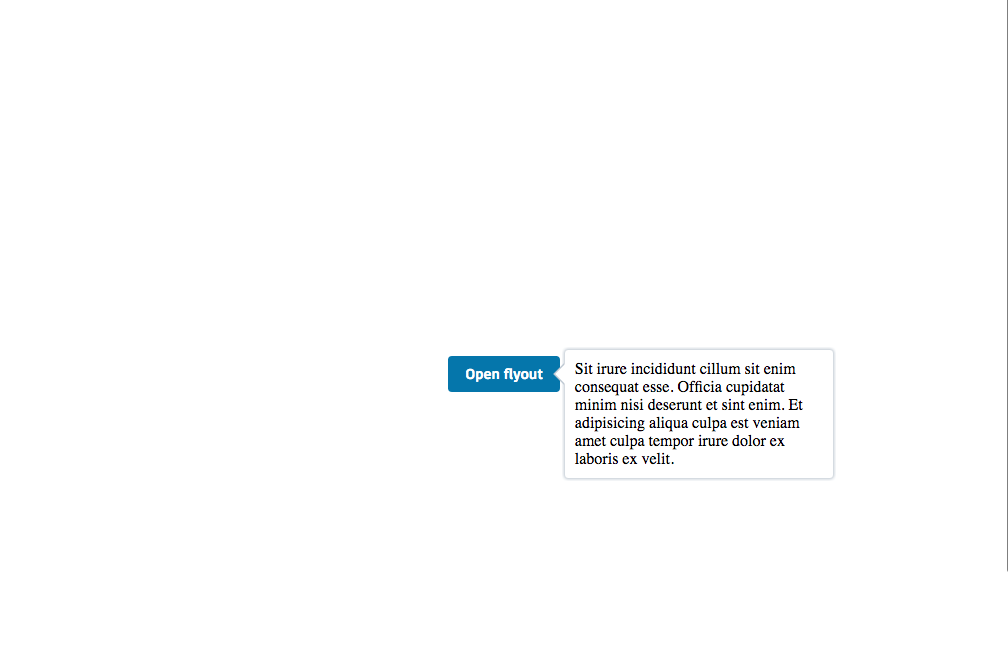 Open flyout
Sit irure incididunt cillum sit enim
consequat esse. Officia cupidatat
minim nisi deserunt et sint enim. Et
adipisicing aliqua culpa est veniam
amet culpa tempor irure dolor ex
laboris ex velit.